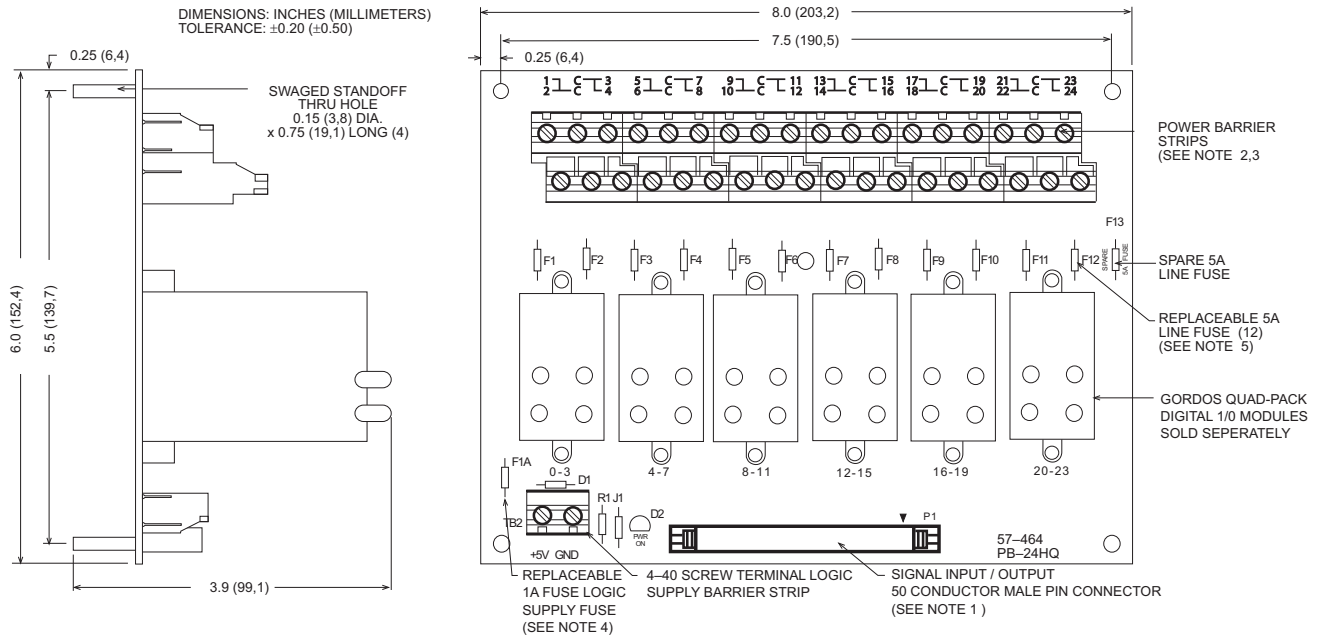 DIMENSIONS: INCHES (MILLIMETERS)
TOLERANCE: ±0.20 (±0.50)
8.0 (203,2)
7.5 (190,5)
0.25 (6,4)
0.25 (6,4)
SWAGED STANDOFF
THRU HOLE
0.15 (3,8) DIA.
x 0.75 (19,1) LONG (4)
6.0 (152,4)
5.5 (139,7)
3.9 (99,1)
1 C 3 5 C 7 9 C 11 13 C 15 17 C 19 21 C 23
2 C 4 6 C 8 10 C 12 14 C 16 18 C 20 22 C 24
POWER BARRIER
STRIPS
(SEE NOTE 2,3
F13
F1 F2 F3 F4 F5 F6 F7 F8 F9 F10 F11 F12
SPARE
5A FUSE
SPARE 5A
LINE FUSE
REPLACEABLE 5A
LINE FUSE (12)
(SEE NOTE 5)
GORDOS QUAD-PACK
DIGITAL 1/0 MODULES
SOLD SEPERATELY
0-3 4-7 8-11 12-15 16-19 20-23
F1A
D1
TB2
R1 J1
D2
PWR
ON
P1
+5V GND
57–464
PB–24HQ
REPLACEABLE
1A FUSE LOGIC
SUPPLY FUSE
(SEE NOTE 4)
4–40 SCREW TERMINAL LOGIC
SUPPLY BARRIER STRIP
SIGNAL INPUT / OUTPUT
50 CONDUCTOR MALE PIN CONNECTOR
(SEE NOTE 1 )